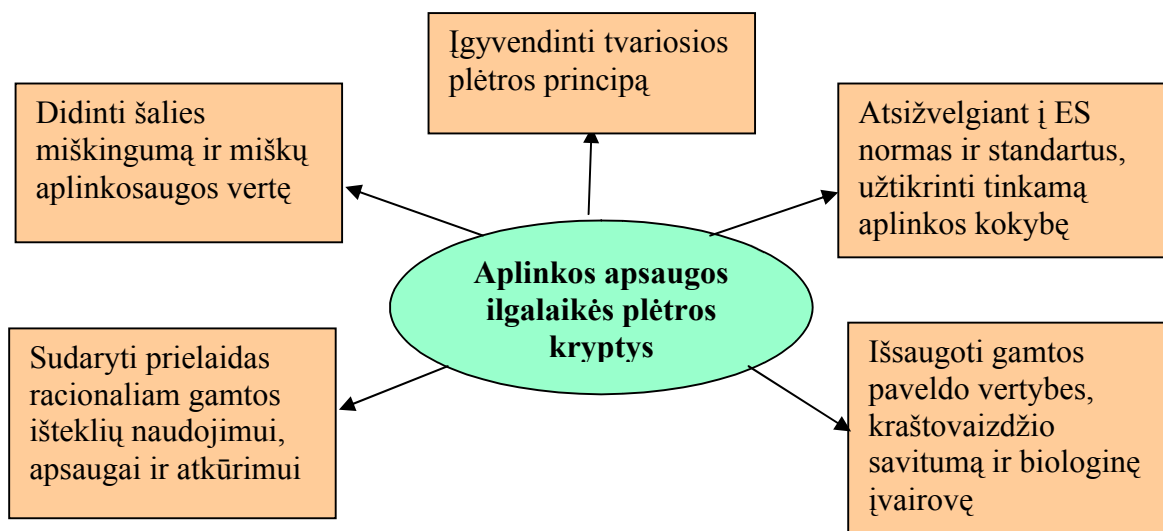 Įgyvendinti tvariosios
plėtros principą
Didinti šalies
miškingumą ir miškų
aplinkosaugos vertę
Atsižvelgiant į ES
normas ir standartus,
užtikrinti tinkamą
aplinkos kokybę
Aplinkos apsaugos
ilgalaikės plėtros
kryptys
Sudaryti prielaidas
racionaliam gamtos
išteklių naudojimui,
apsaugai ir atkūrimui
Išsaugoti gamtos
paveldo vertybes,
kraštovaizdžio
savitumą ir biologinę
įvairovę